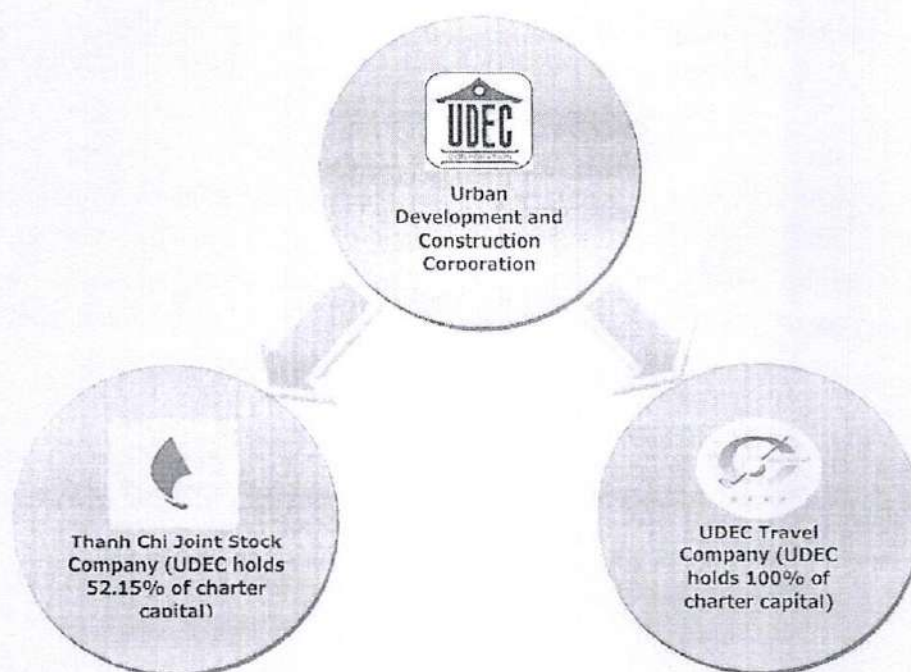 UDEC
CORPORATION
Urban
Development and
Construction
Corporation
Thanh Chi Joint Stock
Company (UDEC holds
52.15% of charter
capital)
UDEC Travel
Company (UDEC
holds 100% of
charter capital)